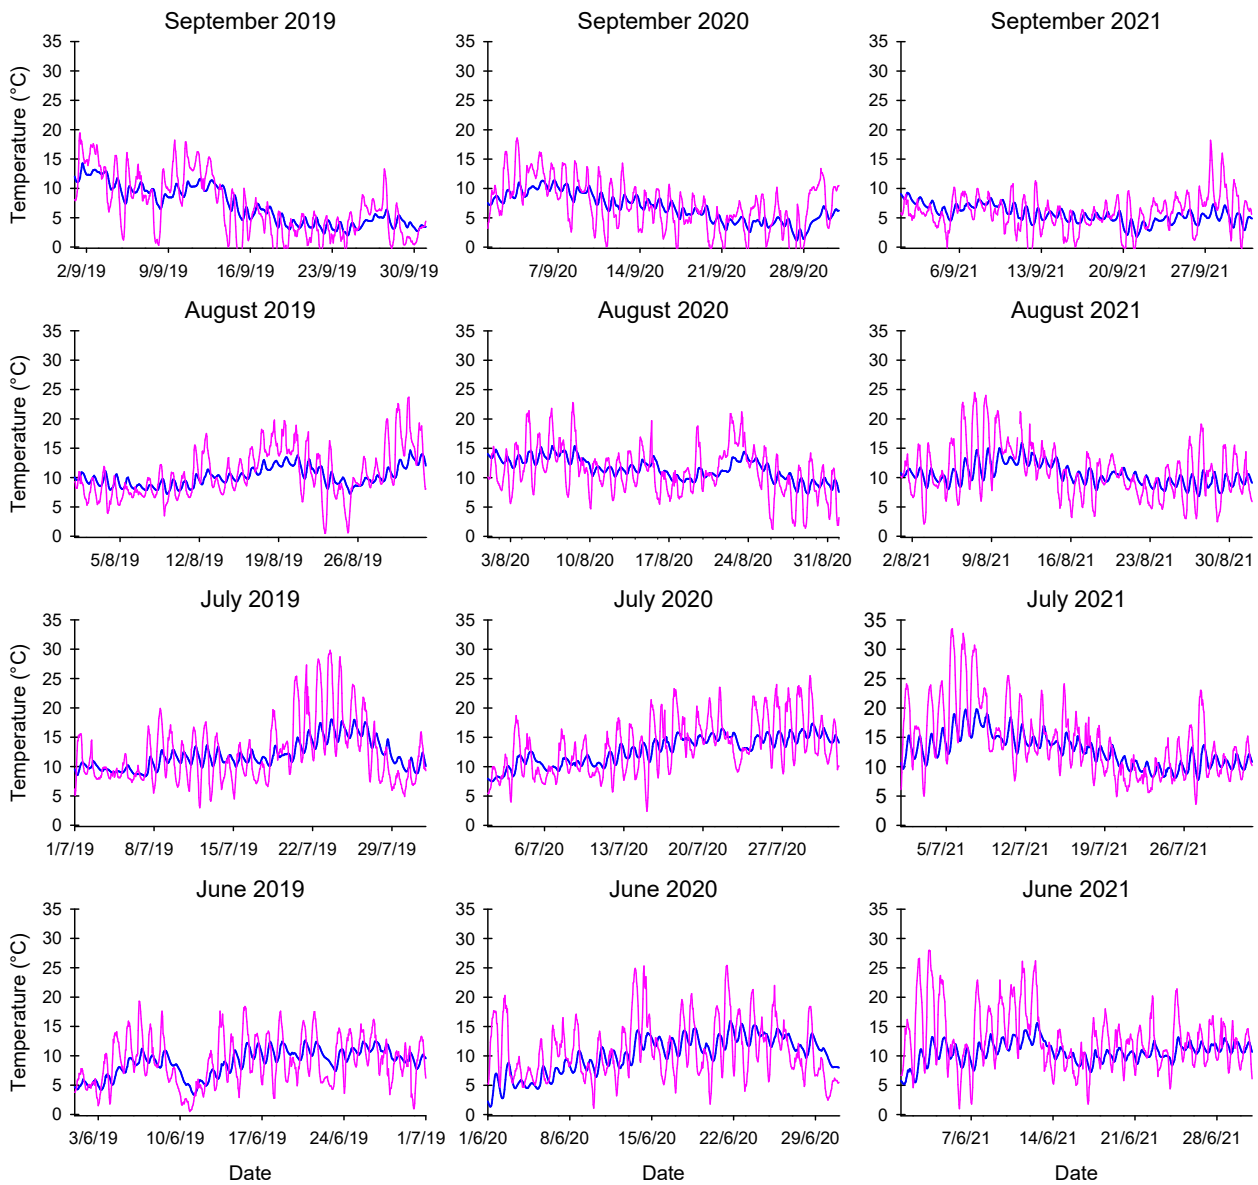 September 2019 September 2020 September 2021
Temperature (°C)
35 30 25 20 15 10 5 0
35 30 25 20 15 10 5 0
35 30 25 20 15 10 5 0
2/9/19 9/9/19 16/9/19 23/9/19 30/9/19
7/9/20 14/9/20 21/9/20 28/9/20
6/9/21 13/9/21 20/9/21 27/9/21
August 2019 August 2020 August 2021
Temperature (°C)
35 30 25 20 15 10 5 0
35 30 25 20 15 10 5 0
35 30 25 20 15 10 5 0
5/8/19 12/8/19 19/8/19 26/8/19
3/8/20 10/8/20 17/8/20 24/8/20 31/8/20
2/8/21 9/8/21 16/8/21 23/8/21 30/8/21
July 2019 July 2020 July 2021
Temperature (°C)
35 30 25 20 15 10 5 0
35 30 25 20 15 10 5 0
35 30 25 20 15 10 5 0
1/7/19 8/7/19 15/7/19 22/7/19 29/7/19
6/7/20 13/7/20 20/7/20 27/7/20
5/7/21 12/7/21 19/7/21 26/7/21
June 2019 June 2020 June 2021
Temperature (°C)
35 30 25 20 15 10 5 0
35 30 25 20 15 10 5 0
35 30 25 20 15 10 5 0
3/6/19 10/6/19 17/6/19 24/6/19 1/7/19
1/6/20 8/6/20 15/6/20 22/6/20 29/6/20
7/6/21 14/6/21 21/6/21 28/6/21
Date Date Date